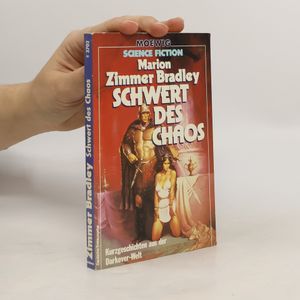 MOEWIG
SCIENCE FICTION
Marion
Zimmer Bradley
SCHWERT
DES
CHAOS
Kurzgeschichten aus der
Darkover-Welt
Zimmer Bradley Schwert des Chaos